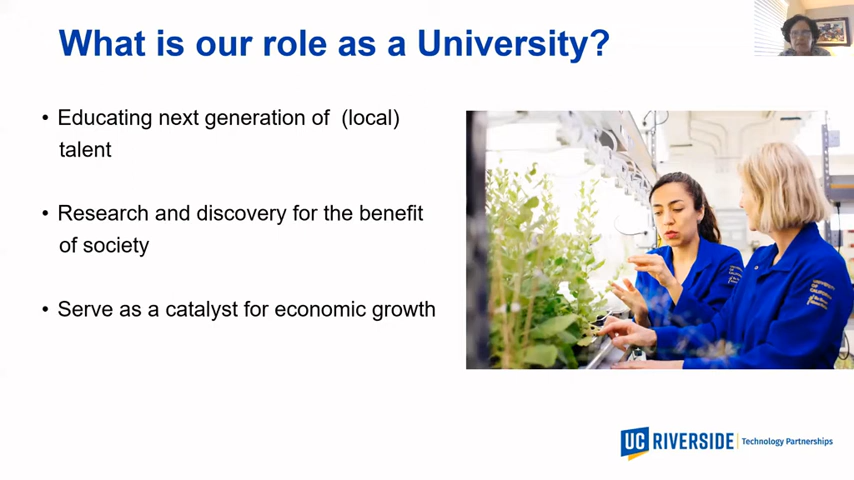 What is our role as a University?
• Educating next generation of (local)
talent
• Research and discovery for the benefit
of society
• Serve as a catalyst for economic growth
UC RIVERSIDE Technology Partnerships